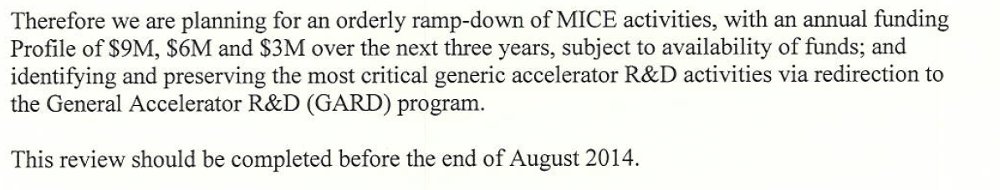 Therefore we are planning for an orderly ramp-down of MICE activities, with an annual funding
Profile of $9M, $6M and $3M over the next three years, subject to availability of funds; and
identifying and preserving the most critical generic accelerator R&D activities via redirection to
the General Accelerator R&D (GARD) program.
This review should be completed before the end of August 2014.